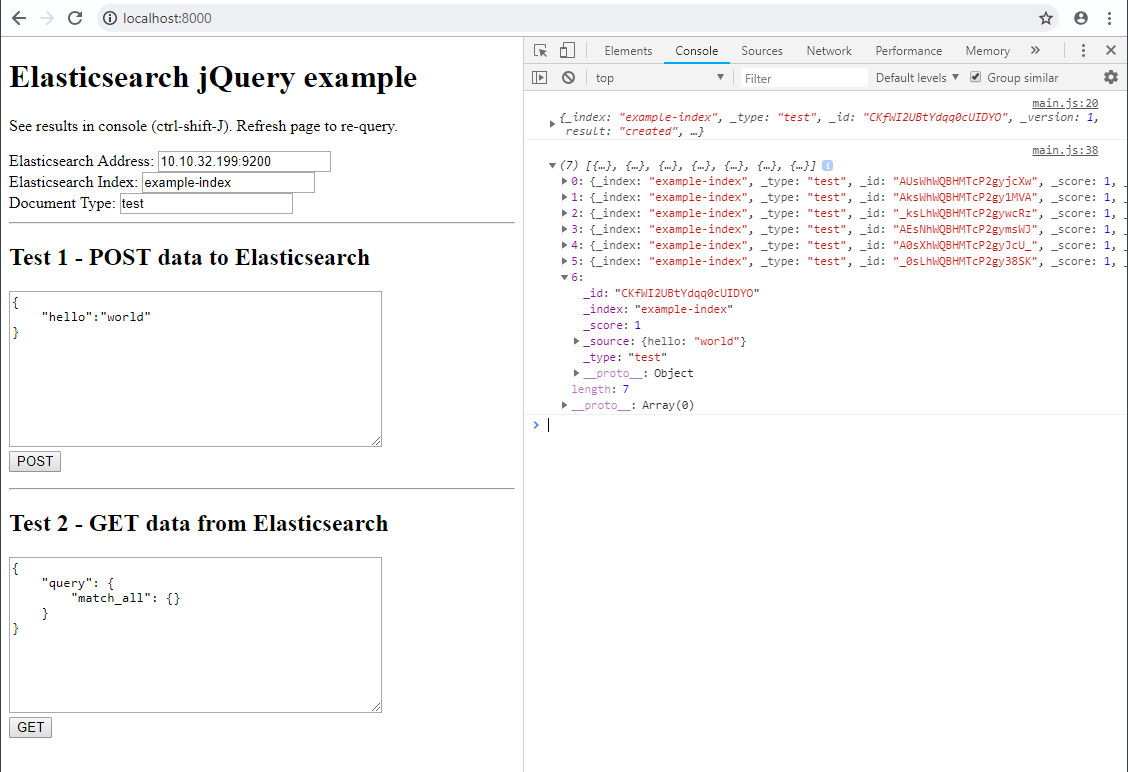 localhost:8000
Elasticsearch jQuery example
See results in console (ctrl-shift-J). Refresh page to re-query.
Elasticsearch Address: 10.10.32.199:9200
Elasticsearch Index: example-index
Document Type: test
Test 1 - POST data to Elasticsearch
{
    "hello":"world"
}
POST
Test 2 - GET data from Elasticsearch
{
    "query": {
        "match_all": {}
    }
}
GET
Elements Console Sources Network Performance Memory »
top Filter Default levels Group similar
main.js:20
{_index: "example-index", _type: "test", _id: "CKfWI2UBtYdqq0cUIDYO", _version: 1,
result: "created", …}
main.js:38
(7) [{…}, {…}, {…}, {…}, {…}, {…}, {…}]
0: {_index: "example-index", _type: "test", _id: "AUsWhWQBHMTcP2gyjcXw", _score: 1, _
1: {_index: "example-index", _type: "test", _id: "AksWhWQBHMTcP2gy1MVA", _score: 1, _
2: {_index: "example-index", _type: "test", _id: "_ksLhWQBHMTcP2gywcRz", _score: 1, _
3: {_index: "example-index", _type: "test", _id: "AEsNhWQBHMTcP2gymsWJ", _score: 1, _
4: {_index: "example-index", _type: "test", _id: "A0sXhWQBHMTcP2gyJcU_", _score: 1, _
5: {_index: "example-index", _type: "test", _id: "_0sLhWQBHMTcP2gy38SK", _score: 1, _
6:
_id: "CKfWI2UBtYdqq0cUIDYO"
_index: "example-index"
_score: 1
_source: {hello: "world"}
_type: "test"
__proto__: Object
length: 7
__proto__: Array(0)